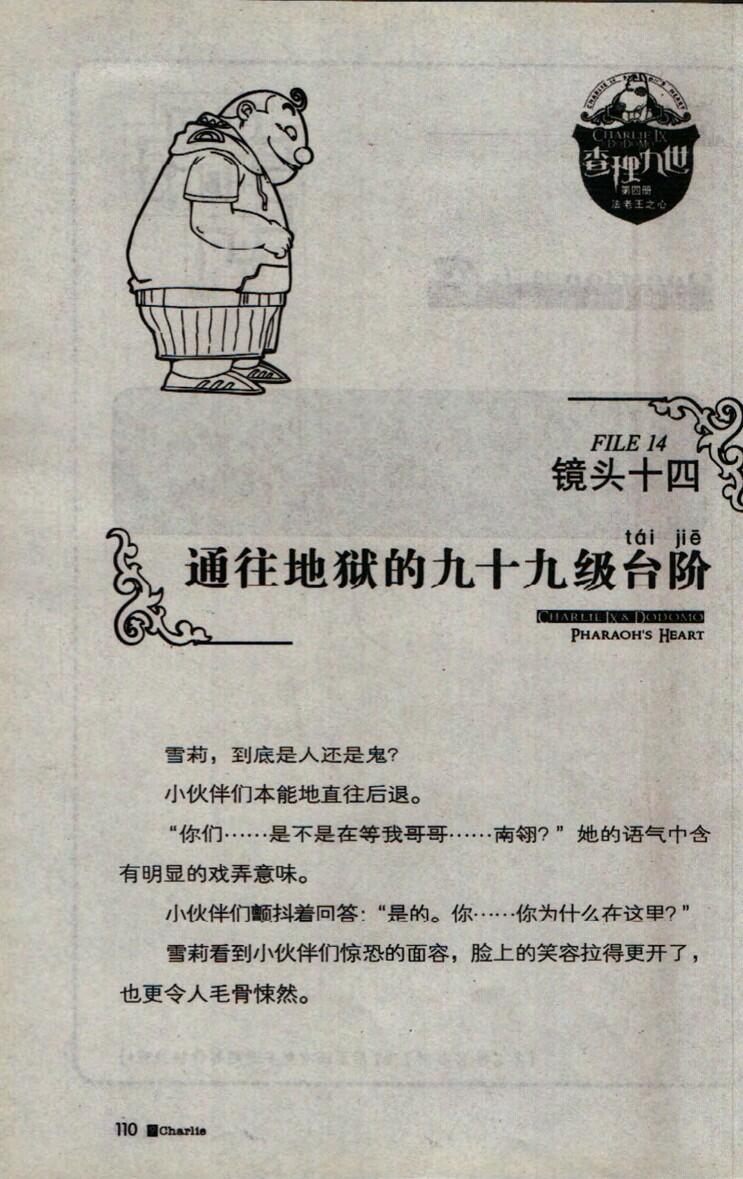 CHARLIE IX & DODOMO
查理九世
第四册
法老王之心
FILE 14
镜头十四
tái jiē
通往地狱的九十九级台阶
CHARLIE IX & DODOMO
PHARAOH'S HEART
雪莉，到底是人还是鬼？
小伙伴们本能地直往后退。
“你们……是不是在等我哥哥……南翎？”她的语气中含
有明显的戏弄意味。
小伙伴们颤抖着回答：“是的。你……你为什么在这里？”
雪莉看到小伙伴们惊恐的面容，脸上的笑容拉得更开了，
也更令人毛骨悚然。
110 Charlie